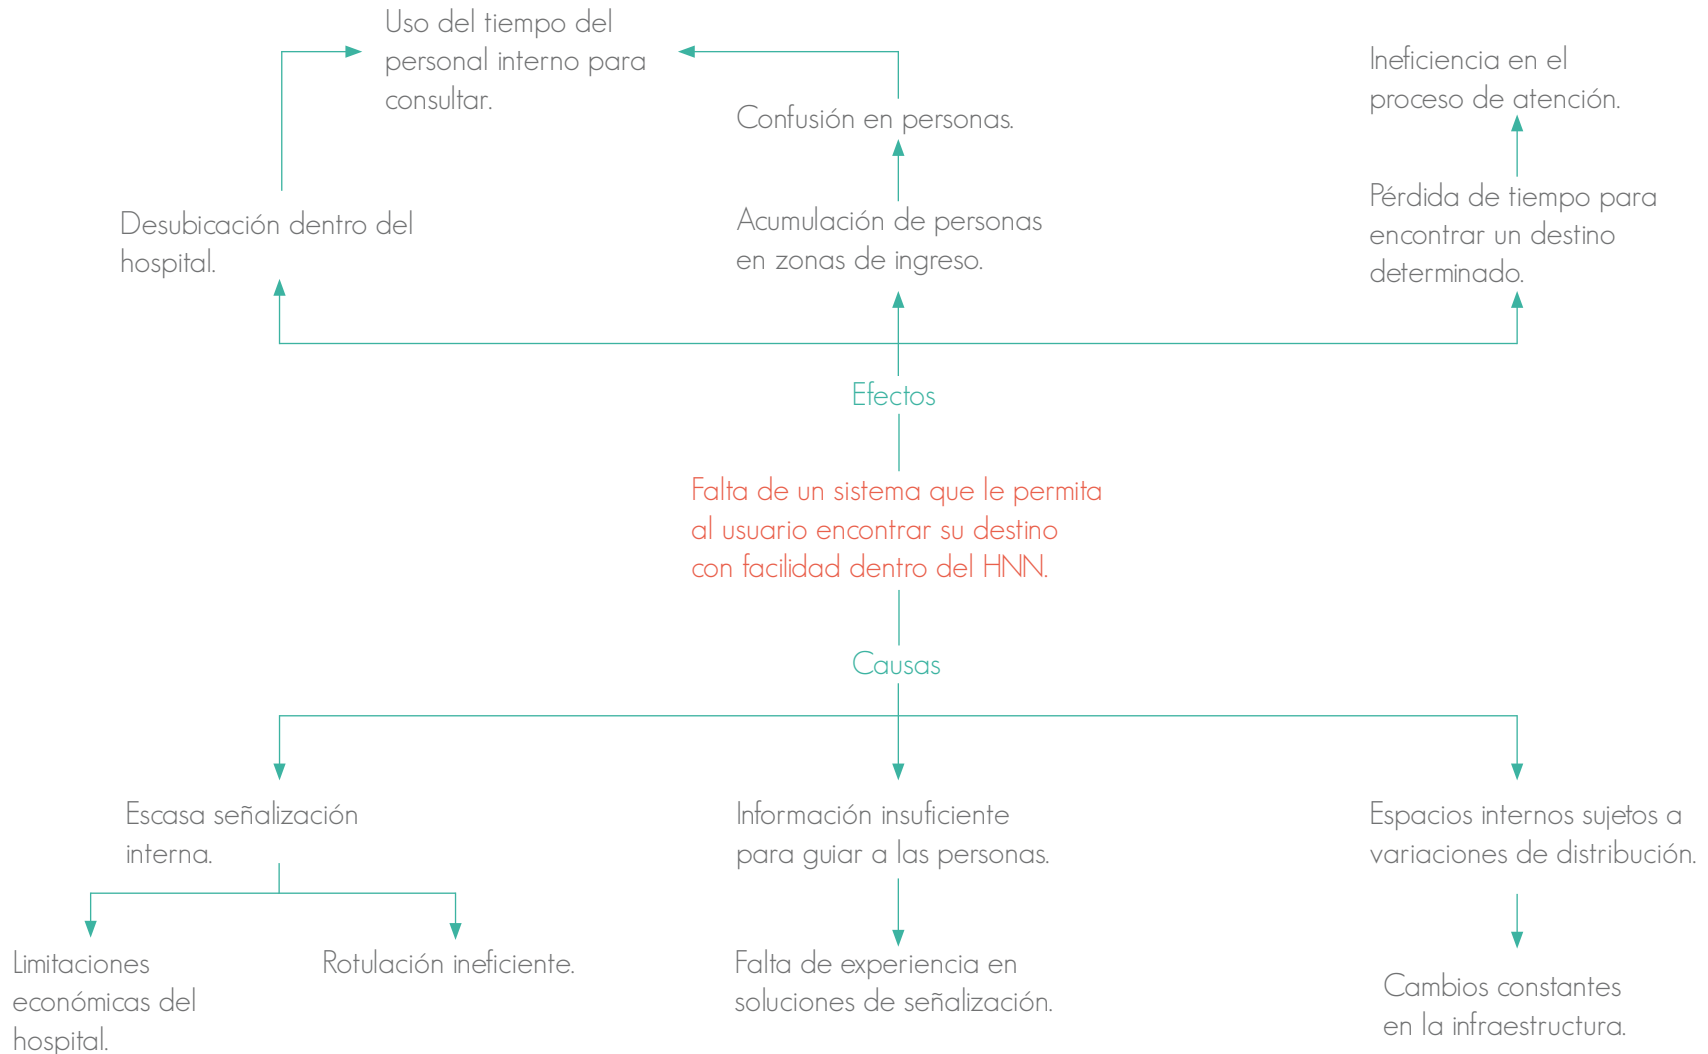 Uso del tiempo del
personal interno para
consultar.
Confusión en personas.
Ineficiencia en el
proceso de atención.
Desubicación dentro del
hospital.
Acumulación de personas
en zonas de ingreso.
Pérdida de tiempo para
encontrar un destino
determinado.
Efectos
Falta de un sistema que le permita
al usuario encontrar su destino
con facilidad dentro del HNN.
Causas
Escasa señalización
interna.
Información insuficiente
para guiar a las personas.
Espacios internos sujetos a
variaciones de distribución.
Limitaciones
económicas del
hospital.
Rotulación ineficiente.
Falta de experiencia en
soluciones de señalización.
Cambios constantes
en la infraestructura.